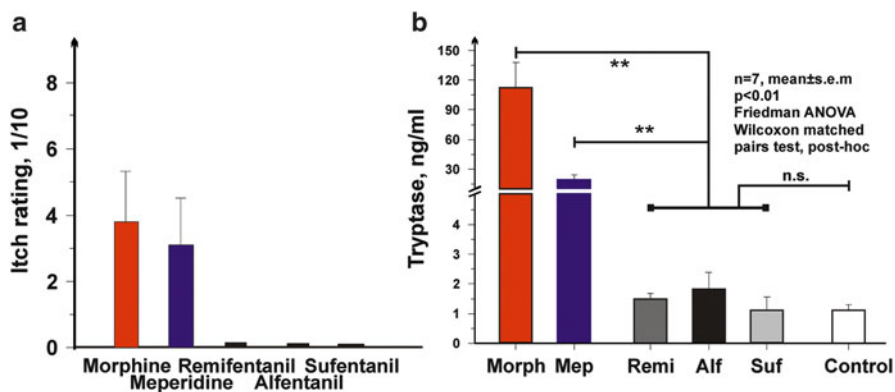 a
Itch rating, 1/10
8
6
4
2
0
Morphine Remifentanil Sufentanil
Meperidine Alfentanil
b
Tryptase, ng/ml
150
120
90
60
30
4
3
2
1
0
**
**
n=7, mean±s.e.m
p<0.01
Friedman ANOVA
Wilcoxon matched
pairs test, post-hoc
n.s.
Morph Mep Remi Alf Suf Control